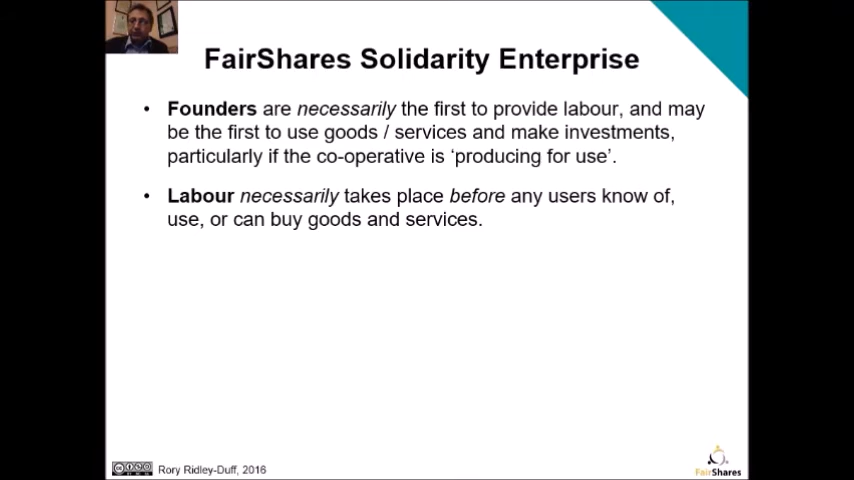 FairShares Solidarity Enterprise
• Founders are necessarily the first to provide labour, and may
be the first to use goods / services and make investments,
particularly if the co-operative is ‘producing for use’.
• Labour necessarily takes place before any users know of,
use, or can buy goods and services.
Rory Ridley-Duff, 2016
FairShares